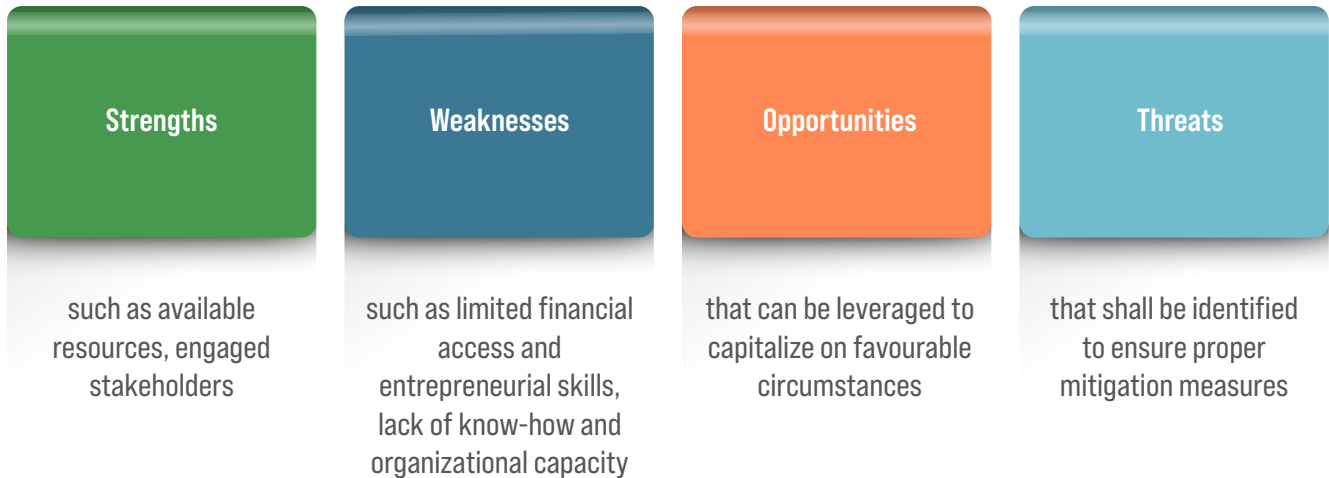 Strengths
such as available
resources, engaged
stakeholders
Weaknesses
such as limited financial
access and
entrepreneurial skills,
lack of know-how and
organizational capacity
Opportunities
that can be leveraged to
capitalize on favourable
circumstances
Threats
that shall be identified
to ensure proper
mitigation measures